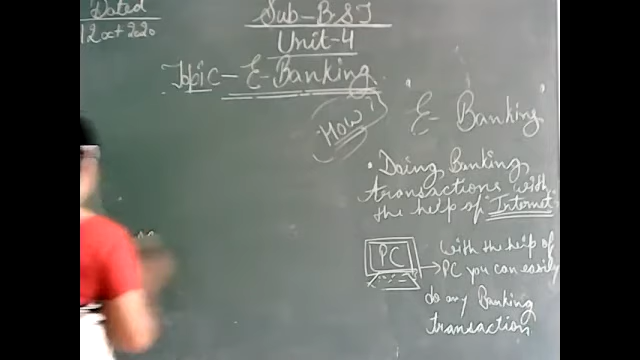 Dated
12 oct 2020
Sub-BST
Unit-4
Topic - E-Banking
HOW?
"E- Banking"
• Doing Banking
transactions with
the help of "Internet"
PC
With the help of
PC you can easily
do any Banking
transaction